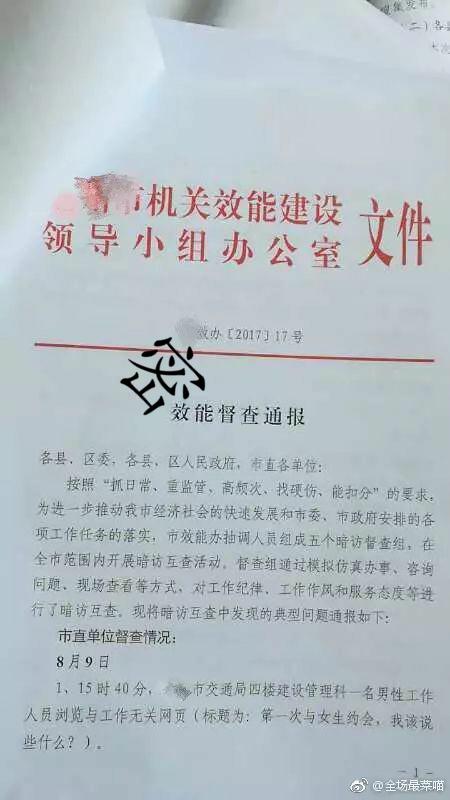 发布。
(二)各县
市机关效能建设
领导小组办公室 文件
效办〔2017〕17号
密
效能督查通报
各县、区委,各县、区人民政府,市直各单位:
按照“抓日常、重监管、高频次、找硬伤、能扣分”的要求,
为进一步推动我市经济社会的快速发展和市委、市政府安排的各
项工作任务的落实,市效能办抽调人员组成五个暗访督查组,在
全市范围内开展暗访互查活动。督查组通过模拟仿真办事、咨询
问题、现场查看等方式,对工作纪律、工作作风和服务态度等进
行了暗访互查。现将暗访互查中发现的典型问题通报如下:
市直单位督查情况:
8月9日
1、15时40分,市交通局四楼建设管理科一名男性工作
人员浏览与工作无关网页(标题为:第一次与女生约会,我该说
些什么?)。
- 1 -
@全场最菜喵